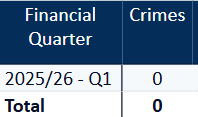 Financial Quarter Crimes
2025/26 - Q1 0
Total 0